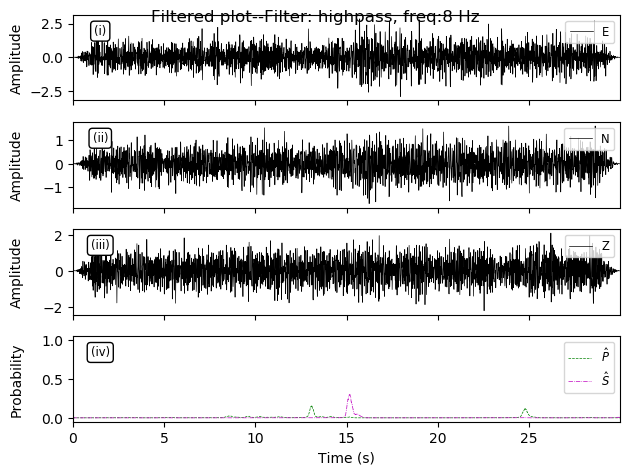 Filtered plot--Filter: highpass, freq:8 Hz
Amplitude
2.5
0.0
−2.5
(i)
E
Amplitude
1
0
−1
(ii)
N
Amplitude
2
0
−2
(iii)
Z
Probability
1.0
0.5
0.0
(iv)
P̂
Ŝ
0 5 10 15 20 25
Time (s)